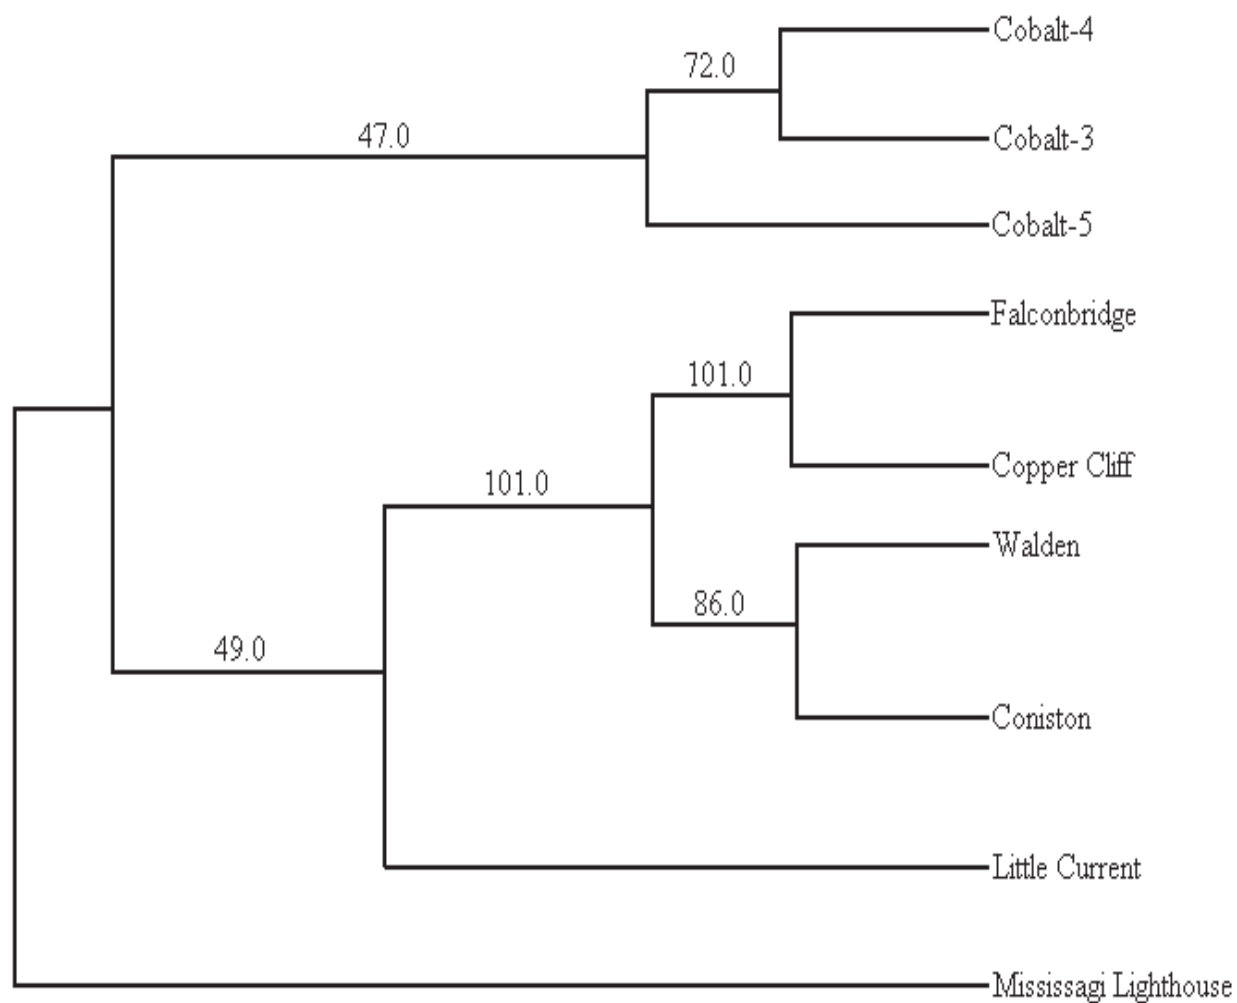 Cobalt-4
72.0
47.0
Cobalt-3
Cobalt-5
Falconbridge
101.0
Copper Cliff
101.0
Walden
86.0
49.0
Coniston
Little Current
Mississagi Lighthouse